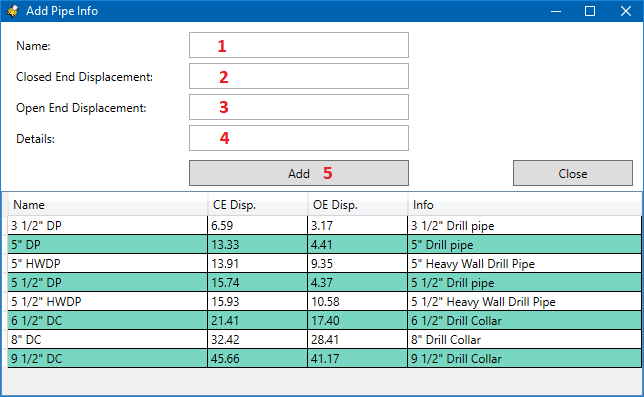 Add Pipe Info
Name: 1
Closed End Displacement: 2
Open End Displacement: 3
Details: 4
Add 5 Close
Name CE Disp. OE Disp. Info
3 1/2" DP 6.59 3.17 3 1/2" Drill pipe
5" DP 13.33 4.41 5" Drill pipe
5" HWDP 13.91 9.35 5" Heavy Wall Drill Pipe
5 1/2" DP 15.74 4.37 5 1/2" Drill pipe
5 1/2" HWDP 15.93 10.58 5 1/2" Heavy Wall Drill Pipe
6 1/2" DC 21.41 17.40 6 1/2" Drill Collar
8" DC 32.42 28.41 8" Drill Collar
9 1/2" DC 45.66 41.17 9 1/2" Drill Collar